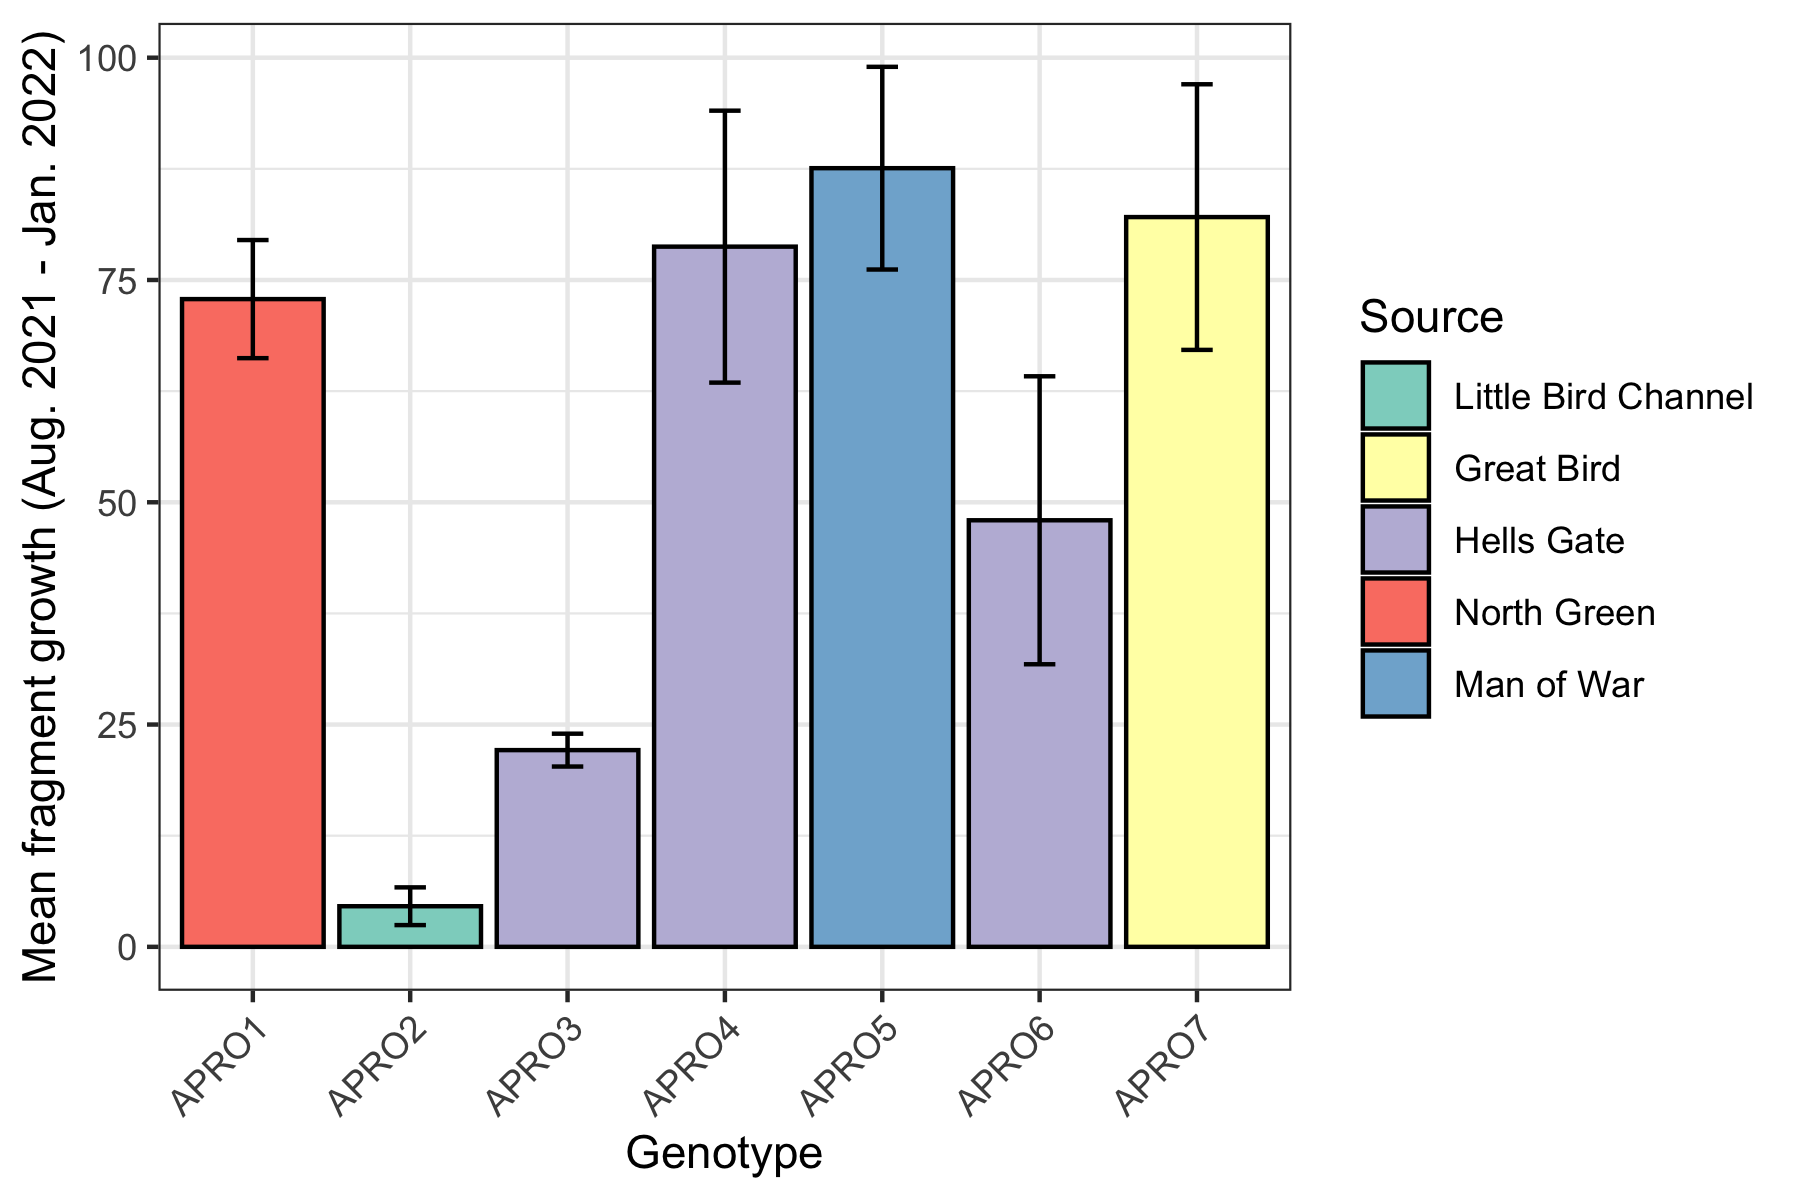 Mean fragment growth (Aug. 2021 - Jan. 2022)
100
75
50
25
0
APRO1
APRO2
APRO3
APRO4
APRO5
APRO6
APRO7
Genotype
Source
Little Bird Channel
Great Bird
Hells Gate
North Green
Man of War